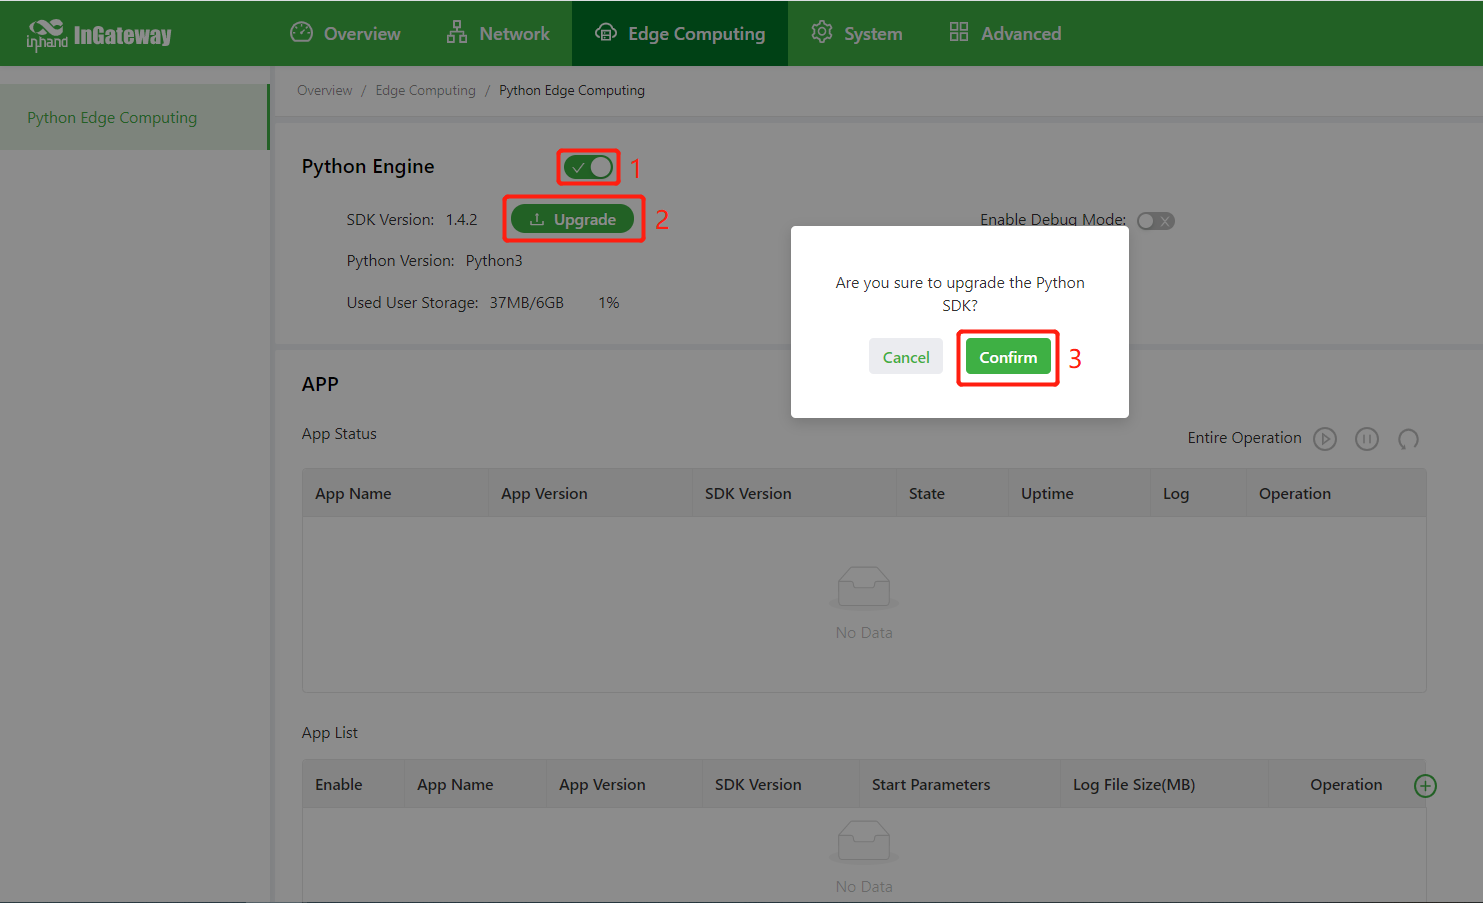 inhand InGateway Overview Network Edge Computing System Advanced
Python Edge Computing
Overview / Edge Computing / Python Edge Computing
Python Engine 1
SDK Version: 1.4.2 Upgrade 2 Enable Debug Mode:
Python Version: Python3
Used User Storage: 37MB/6GB 1%
Are you sure to upgrade the Python
SDK?
Cancel Confirm 3
APP
App Status Entire Operation
App Name App Version SDK Version State Uptime Log Operation
No Data
App List
Enable App Name App Version SDK Version Start Parameters Log File Size(MB) Operation
No Data